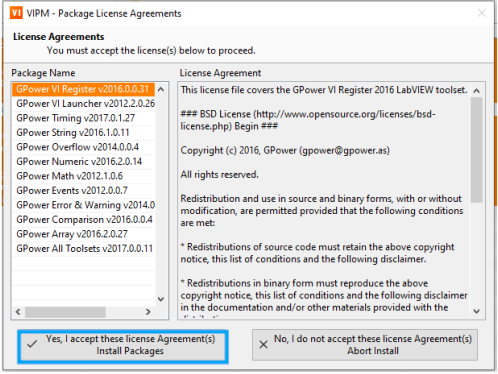 VI VIPM - Package License Agreements
License Agreements
You must accept the license(s) below to proceed.
Package Name
GPower VI Register v2016.0.0.31
GPower VI Launcher v2012.2.0.26
GPower Timing v2017.0.1.27
GPower String v2016.1.0.11
GPower Overflow v2014.0.0.4
GPower Numeric v2016.2.0.14
GPower Math v2012.1.0.6
GPower Events v2012.0.0.7
GPower Error & Warning v2014.0
GPower Comparison v2016.0.0.4
GPower Array v2016.2.0.27
GPower All Toolsets v2017.0.0.11
License Agreement
This license file covers the GPower VI Register 2016 LabVIEW toolset.
### BSD License (http://www.opensource.org/licenses/bsd-
license.php) Begin ###
Copyright (c) 2016, GPower (gpower@gpower.as)
All rights reserved.
Redistribution and use in source and binary forms, with or without
modification, are permitted provided that the following conditions
are met:
* Redistributions of source code must retain the above copyright
notice, this list of conditions and the following disclaimer.
* Redistributions in binary form must reproduce the above
copyright notice, this list of conditions and the following disclaimer
in the documentation and/or other materials provided with the
Yes, I accept these license Agreement(s)
Install Packages
No, I do not accept these license Agreement(s)
Abort Install